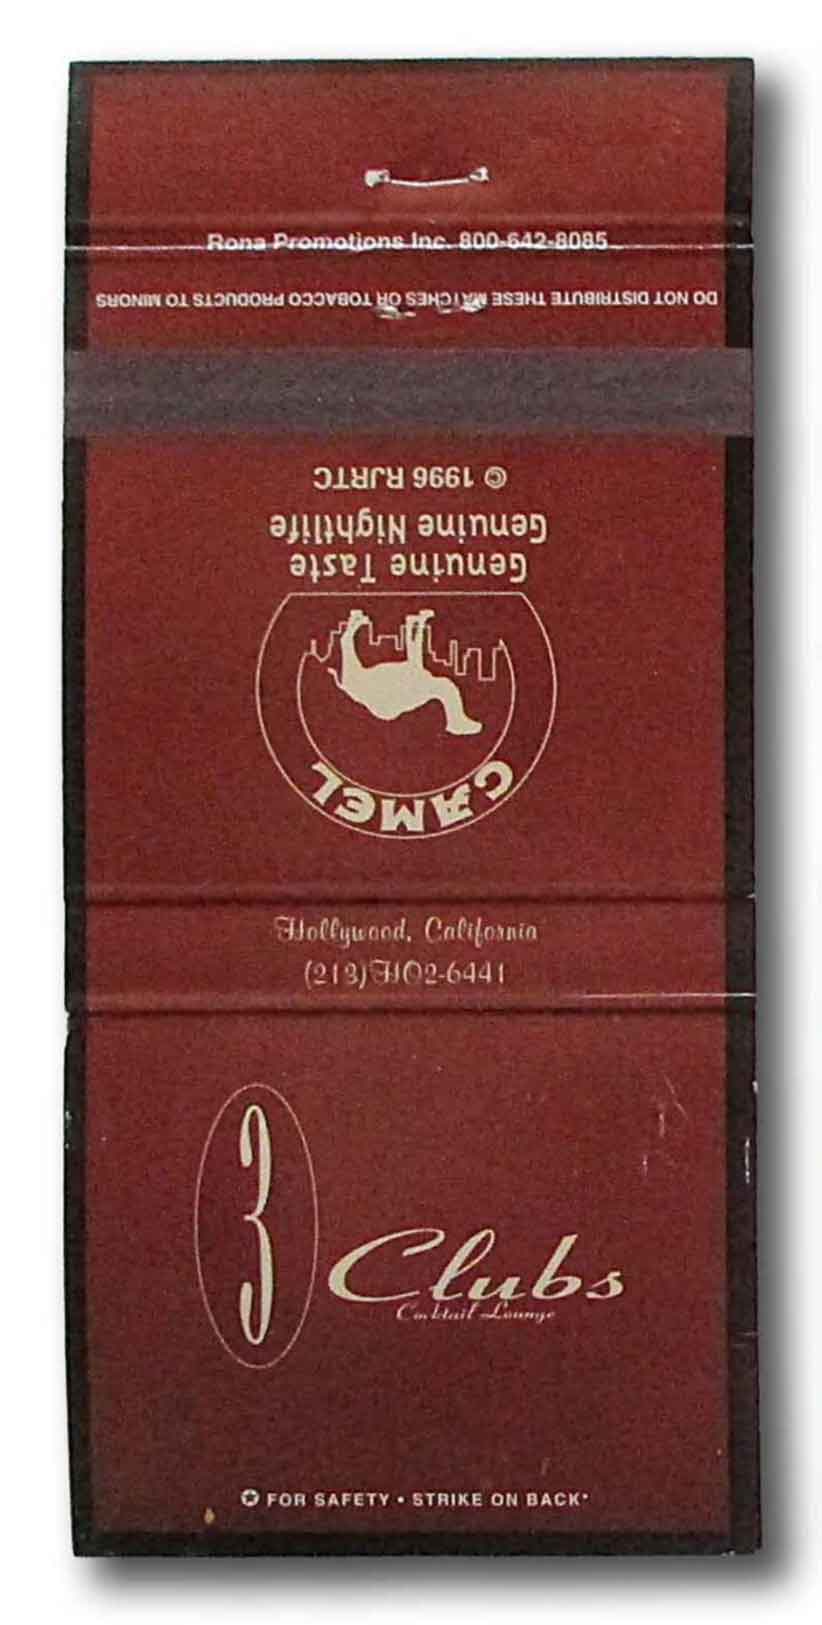 Rona Promotions Inc. 800-642-8085
DO NOT DISTRIBUTE THESE MATCHES OR TOBACCO PRODUCTS TO MINORS
CAMEL
Genuine Taste
Genuine Nightlife
© 1996 RJRTC
Hollywood, California
(213) HO2-6441
3 Clubs
Cocktail Lounge
✪ FOR SAFETY • STRIKE ON BACK*